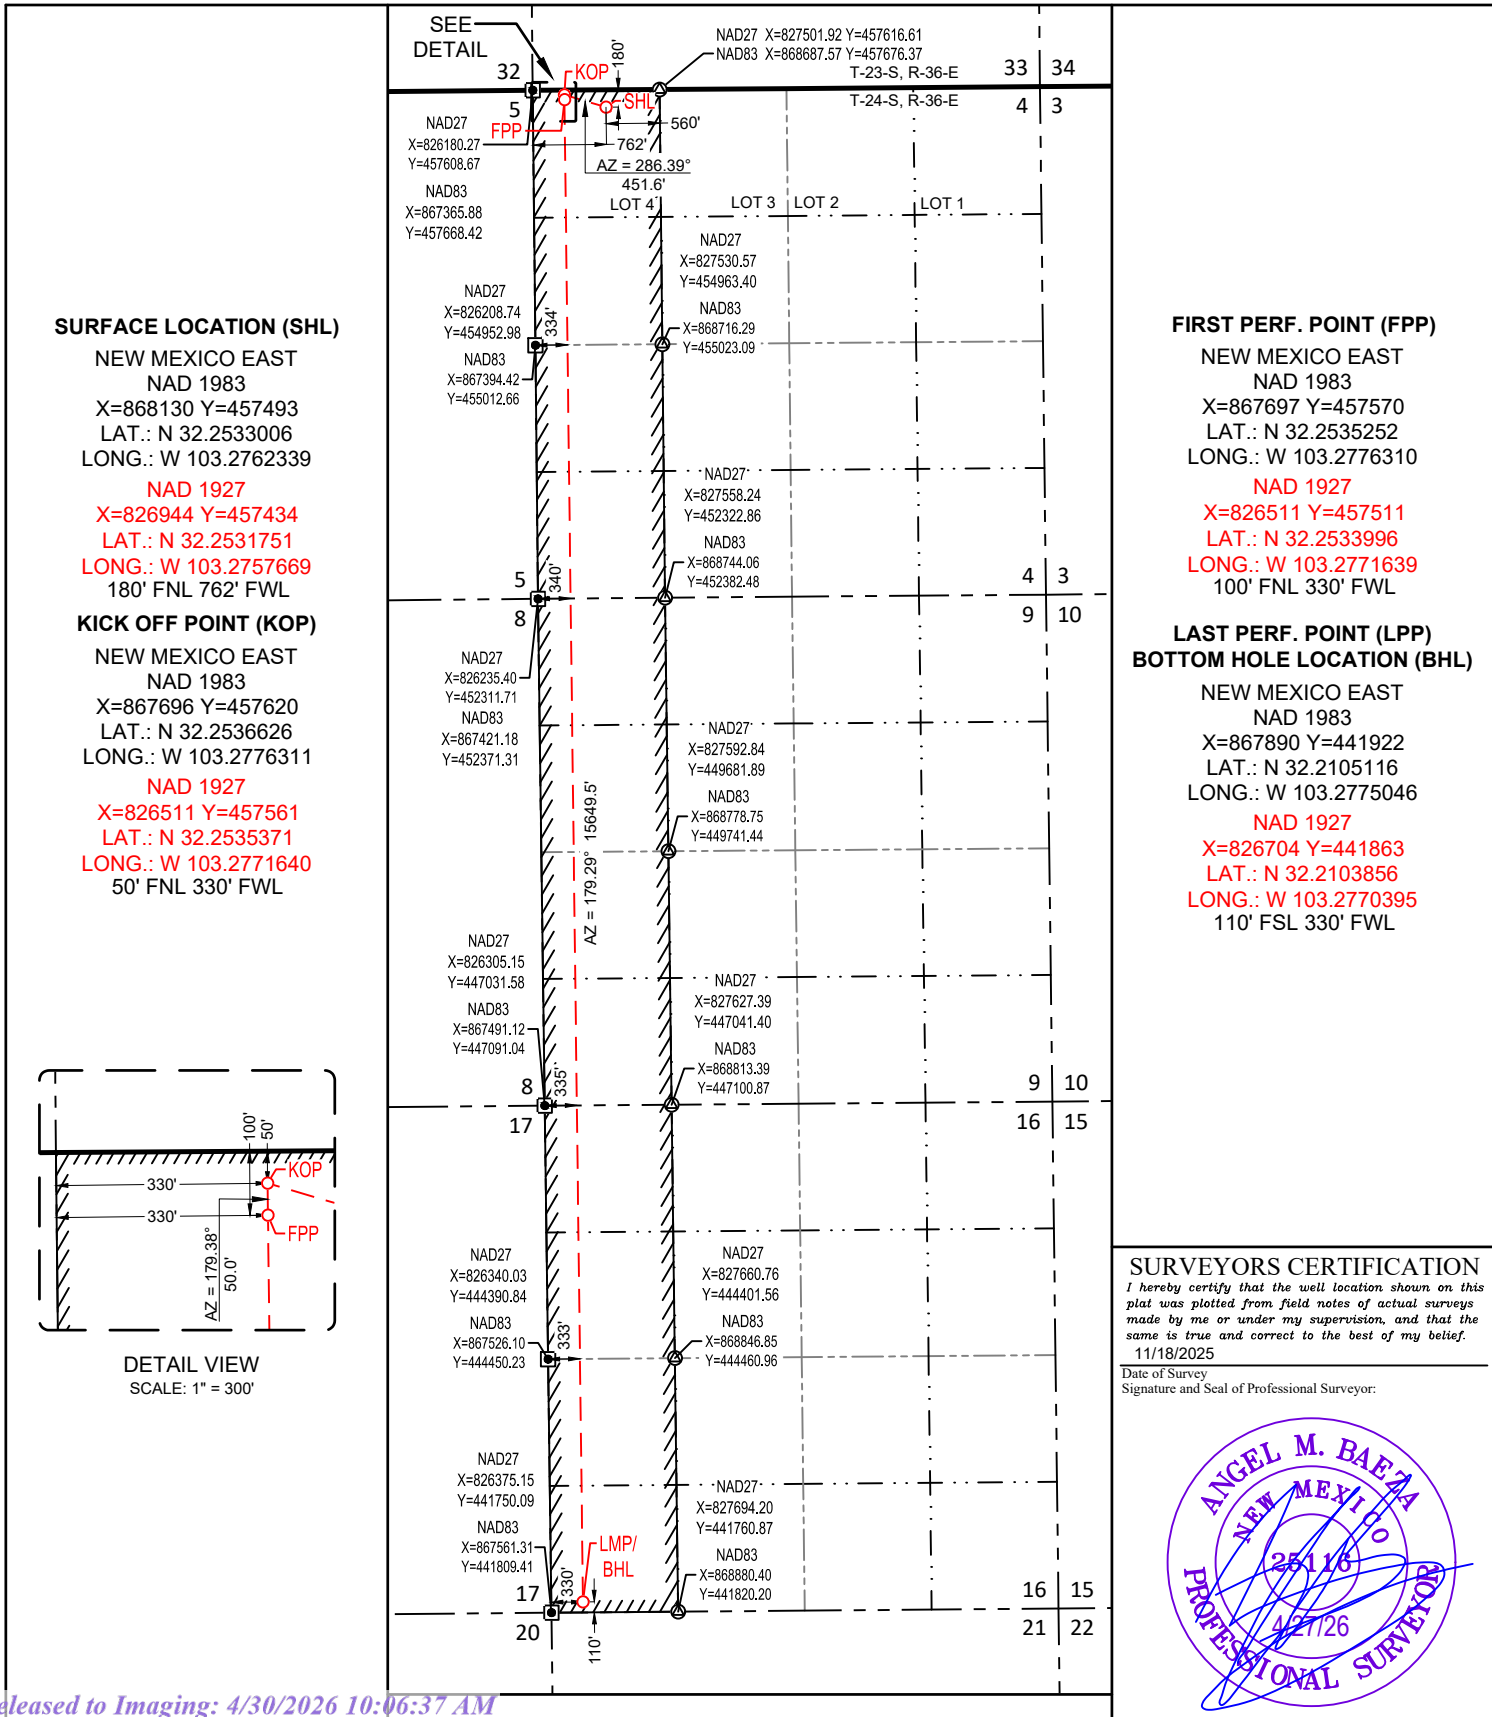 SURFACE LOCATION (SHL)
NEW MEXICO EAST
NAD 1983
X=868130 Y=457493
LAT.: N 32.2533006
LONG.: W 103.2762339
NAD 1927
X=826944 Y=457434
LAT.: N 32.2531751
LONG.: W 103.2757669
180' FNL 762' FWL
KICK OFF POINT (KOP)
NEW MEXICO EAST
NAD 1983
X=867696 Y=457620
LAT.: N 32.2536626
LONG.: W 103.2776311
NAD 1927
X=826511 Y=457561
LAT.: N 32.2535371
LONG.: W 103.2771640
50' FNL 330' FWL
100'
50'
KOP
330'
330'
FPP
AZ = 179.38°
50.0'
DETAIL VIEW
SCALE: 1" = 300'
SEE
DETAIL
NAD27 X=827501.92 Y=457616.61
NAD83 X=868687.57 Y=457676.37
180'
T-23-S, R-36-E
T-24-S, R-36-E
32
33 34
5
4 3
KOP
SHL
FPP
560'
762'
AZ = 286.39°
451.6'
NAD27
X=826180.27
Y=457608.67
NAD83
X=867365.88
Y=457668.42
LOT 4
LOT 3
LOT 2
LOT 1
NAD27
X=827530.57
Y=454963.40
NAD83
X=868716.29
Y=455023.09
NAD27
X=826208.74
Y=454952.98
NAD83
X=867394.42
Y=455012.66
334'
NAD27
X=827558.24
Y=452322.86
NAD83
X=868744.06
Y=452382.48
5
340'
4 3
8
9 10
NAD27
X=826235.40
Y=452311.71
NAD83
X=867421.18
Y=452371.31
NAD27
X=827592.84
Y=449681.89
NAD83
X=868778.75
Y=449741.44
AZ = 179.29° 15649.5'
NAD27
X=826305.15
Y=447031.58
NAD83
X=867491.12
Y=447091.04
NAD27
X=827627.39
Y=447041.40
NAD83
X=868813.39
Y=447100.87
8
335'
9 10
17
16 15
NAD27
X=826340.03
Y=444390.84
NAD83
X=867526.10
Y=444450.23
333'
NAD27
X=827660.76
Y=444401.56
NAD83
X=868846.85
Y=444460.96
NAD27
X=826375.15
Y=441750.09
NAD83
X=867561.31
Y=441809.41
NAD27
X=827694.20
Y=441760.87
NAD83
X=868880.40
Y=441820.20
LMP/
BHL
330'
110'
17
16 15
20
21 22
FIRST PERF. POINT (FPP)
NEW MEXICO EAST
NAD 1983
X=867697 Y=457570
LAT.: N 32.2535252
LONG.: W 103.2776310
NAD 1927
X=826511 Y=457511
LAT.: N 32.2533996
LONG.: W 103.2771639
100' FNL 330' FWL
LAST PERF. POINT (LPP)
BOTTOM HOLE LOCATION (BHL)
NEW MEXICO EAST
NAD 1983
X=867890 Y=441922
LAT.: N 32.2105116
LONG.: W 103.2775046
NAD 1927
X=826704 Y=441863
LAT.: N 32.2103856
LONG.: W 103.2770395
110' FSL 330' FWL
SURVEYORS CERTIFICATION
I hereby certify that the well location shown on this
plat was plotted from field notes of actual surveys
made by me or under my supervision, and that the
same is true and correct to the best of my belief.
11/18/2025
Date of Survey
Signature and Seal of Professional Surveyor:
ANGEL M. BAEZA
NEW MEXICO
25116
4/27/26
PROFESSIONAL SURVEYOR
eleased to Imaging: 4/30/2026 10:06:37 AM